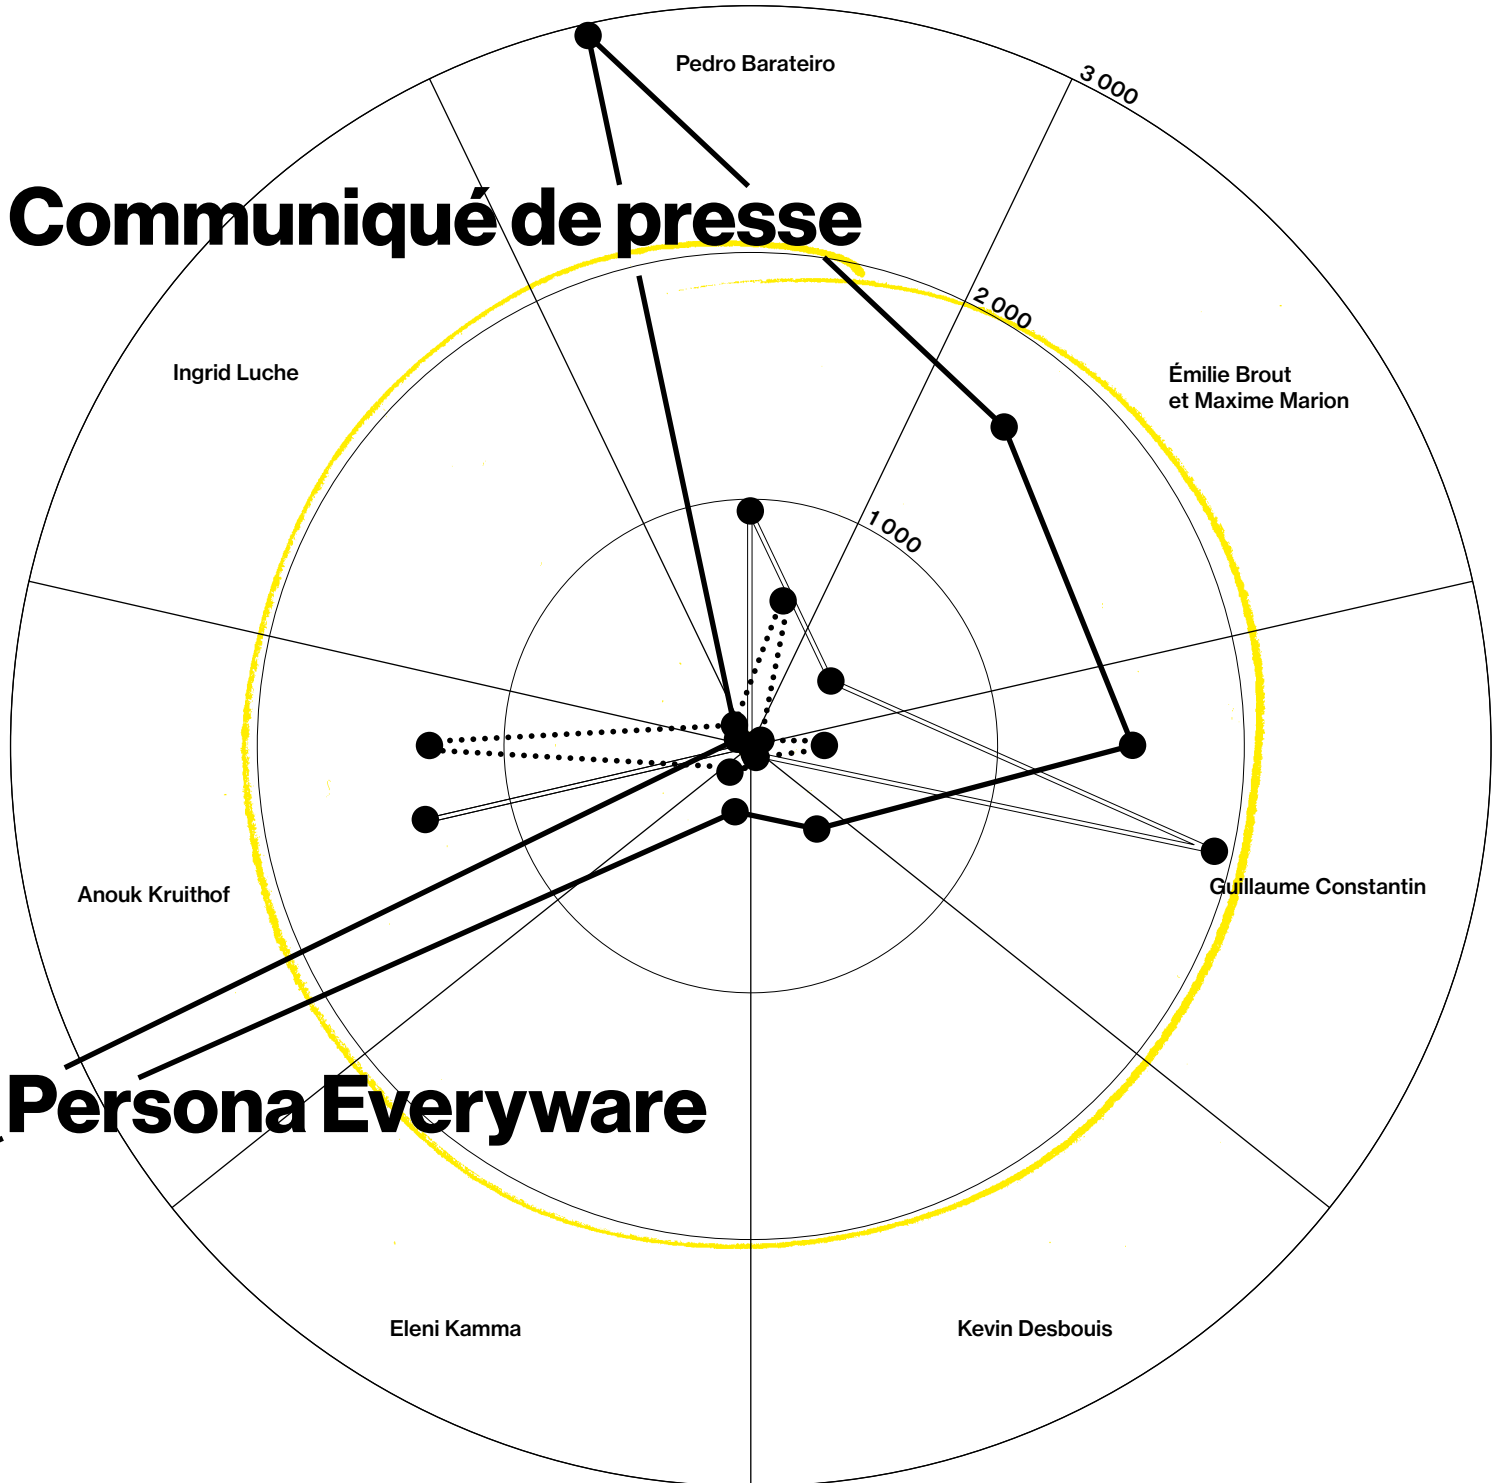 Pedro Barateiro
3 000
Communiqué de presse
2 000
Ingrid Luche
Émilie Brout
et Maxime Marion
1 000
Anouk Kruithof
Guillaume Constantin
Persona Everyware
Eleni Kamma
Kevin Desbouis